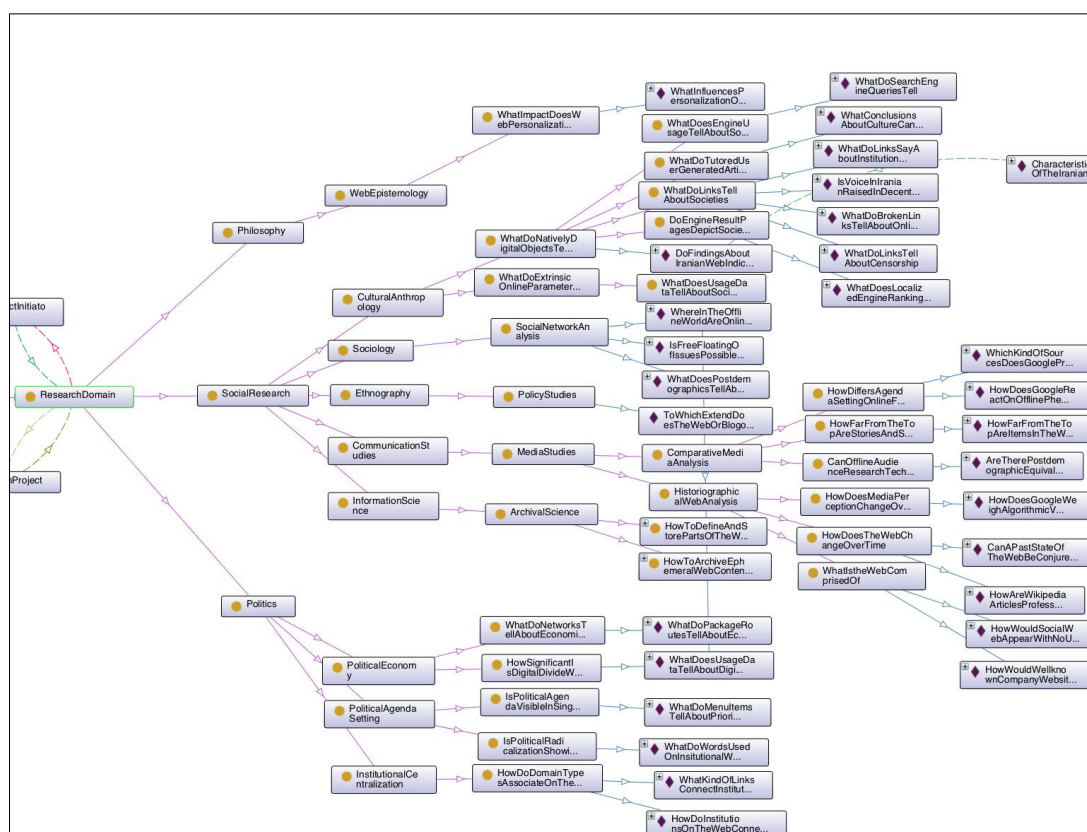 WhatDoSearchEng
ineQueriesTell
WhatInfluencesP
ersonalizationO...
WhatImpactDoesW
ebPersonalizati...
WhatDoesEngineU
sageTellAboutSo...
WhatConclusions
AboutCultureCan...
WhatDoTutoredUs
erGeneratedArti...
WhatDoLinksSayA
boutInstitution...
Characteristic
OfTheIranian
WebEpistemology
WhatDoLinksTell
AboutSocieties
IsVoiceInIrania
nRaisedInDecent...
Philosophy
DoEngineResultP
agesDepictSocie...
WhatDoBrokenLin
ksTellAboutOnli...
WhatDoNativelyD
igitalObjectsTe...
DoFindingsAbout
IranianWebIndic...
WhatDoLinksTell
AboutCensorship
WhatDoExtrinsic
OnlineParameter...
WhatDoesUsageDa
taTellAboutSoci...
WhatDoesLocaliz
edEngineRanking...
ctInitiato
CulturalAnthrop
ology
WhereInTheOffli
neWorldAreOnlin...
SocialNetworkAn
alysis
Sociology
IsFreeFloatingO
fIssuesPossible...
WhichKindOfSour
cesDoesGooglePr...
WhatDoesPostdem
ographicsTellAb...
ResearchDomain
SocialResearch
Ethnography
PolicyStudies
HowDiffersAgend
aSettingOnlineF...
HowDoesGoogleRe
actOnOfflinePhe...
ToWhichExtendDo
esTheWebOrBlogo...
HowFarFromTheTo
pAreStoriesAndS...
HowFarFromTheTo
pAreItemsInTheW...
CommunicationSt
udies
MediaStudies
ComparativeMedi
aAnalysis
CanOfflineAudie
nceResearchTech...
AreTherePostdem
ographicEquival...
nProject
Historiographic
alWebAnalysis
HowDoesMediaPer
ceptionChangeOv...
HowDoesGoogleWe
ighAlgorithmicV...
InformationScie
nce
ArchivalScience
HowToDefineAndS
torePartsOfTheW...
HowDoesTheWebCh
angeOverTime
CanAPastStateOf
TheWebBeConjure...
HowToArchiveEph
emeralWebConten...
WhatIstheWebCom
prisedOf
HowAreWikipedia
ArticlesProfess...
Politics
WhatDoNetworksT
ellAboutEconomi...
WhatDoPackageRo
utesTellAboutEc...
HowWouldSocialW
ebAppearWithNoU...
PoliticalEconom
y
HowSignificantI
sDigitalDivideW...
WhatDoesUsageDa
taTellAboutDigi...
HowWouldWellkno
wnCompanyWebsit...
PoliticalAgenda
Setting
IsPoliticalAgen
daVisibleInSing...
WhatDoMenuItems
TellAboutPriori...
IsPoliticalRadi
calizationShowi...
WhatDoWordsUsed
OnInsitutionalW...
InstitutionalCe
ntralization
HowDoDomainType
sAssociateOnThe...
WhatKindOfLinks
ConnectInstitut...
HowDoInstitutio
nsOnTheWebConne...